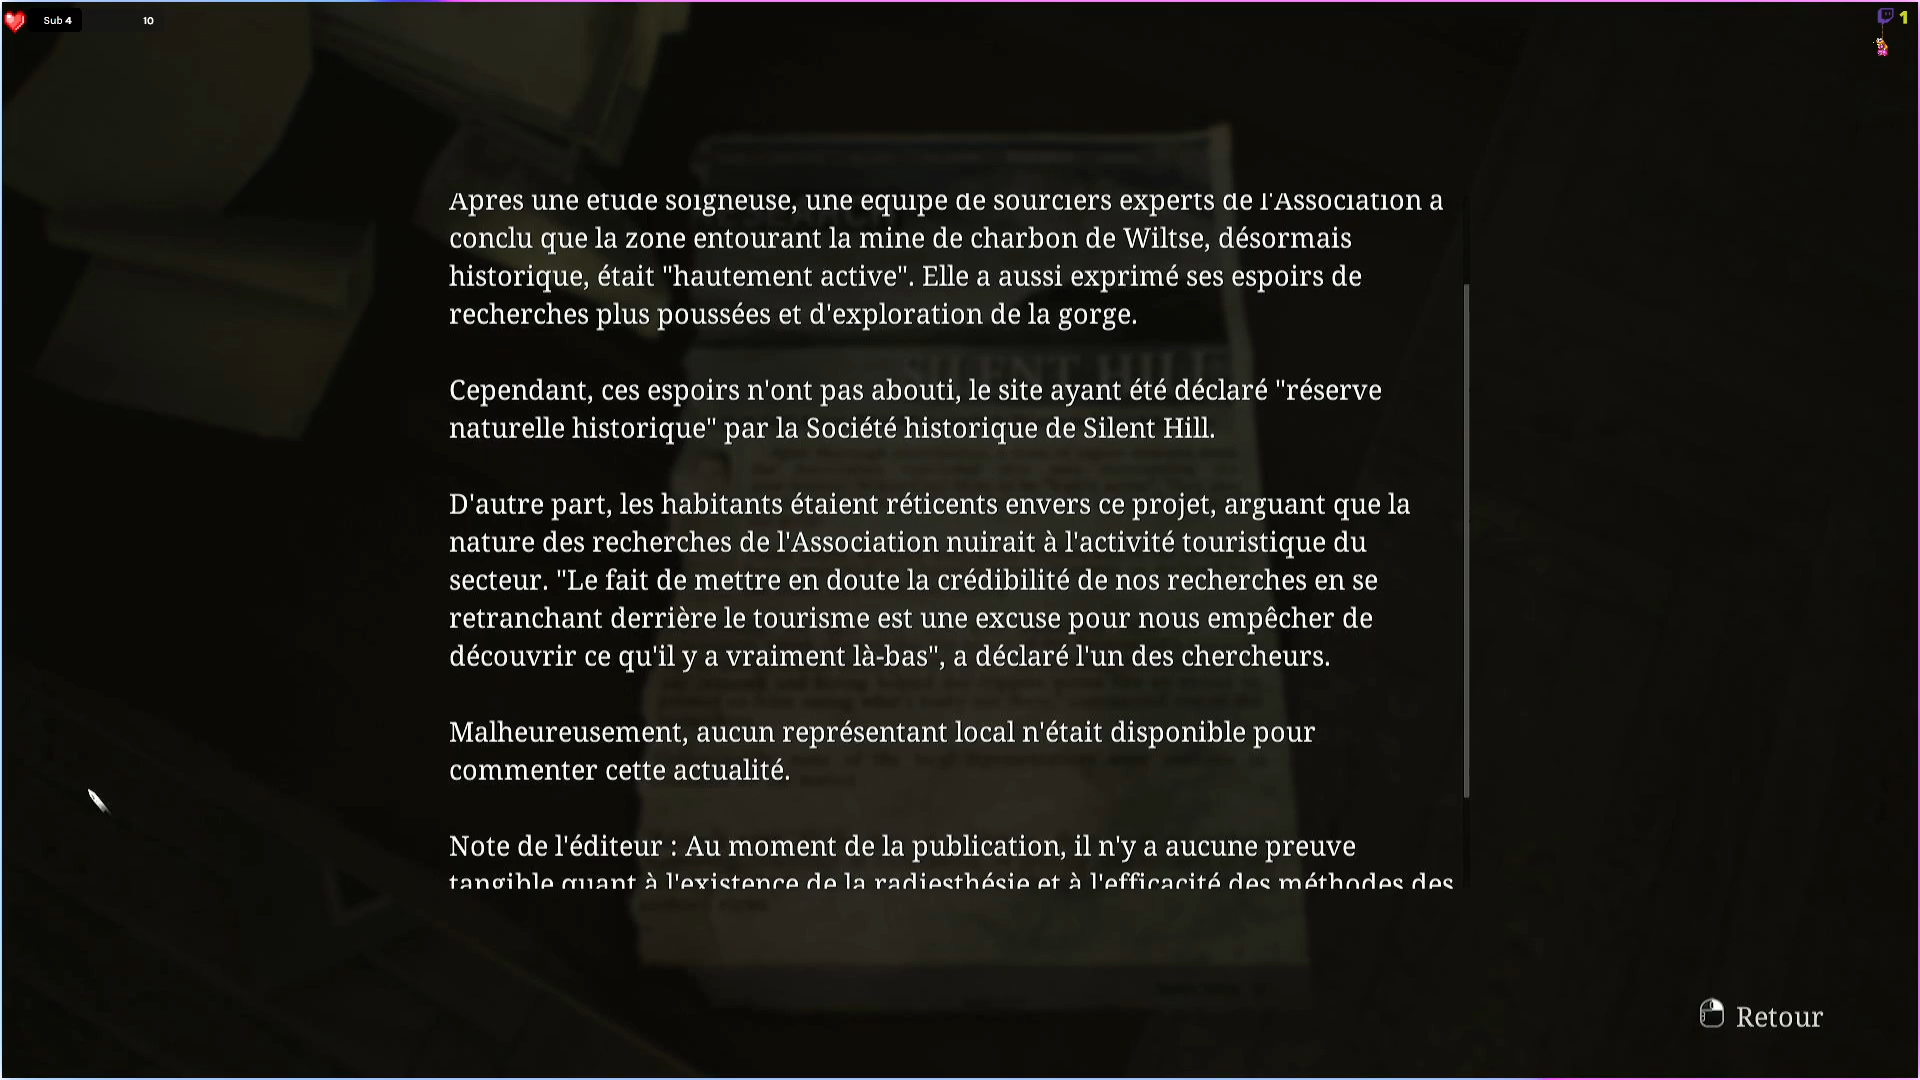 Sub 4
10
1
Après une étude soigneuse, une équipe de sourciers experts de l'Association a
conclu que la zone entourant la mine de charbon de Wiltse, désormais
historique, était "hautement active". Elle a aussi exprimé ses espoirs de
recherches plus poussées et d'exploration de la gorge.
SILENT HILL
Cependant, ces espoirs n'ont pas abouti, le site ayant été déclaré "réserve
naturelle historique" par la Société historique de Silent Hill.
D'autre part, les habitants étaient réticents envers ce projet, arguant que la
nature des recherches de l'Association nuirait à l'activité touristique du
secteur. "Le fait de mettre en doute la crédibilité de nos recherches en se
retranchant derrière le tourisme est une excuse pour nous empêcher de
découvrir ce qu'il y a vraiment là-bas", a déclaré l'un des chercheurs.
Malheureusement, aucun représentant local n'était disponible pour
commenter cette actualité.
Note de l'éditeur : Au moment de la publication, il n'y a aucune preuve
tangible quant à l'existence de la radiesthésie et à l'efficacité des méthodes des
Retour